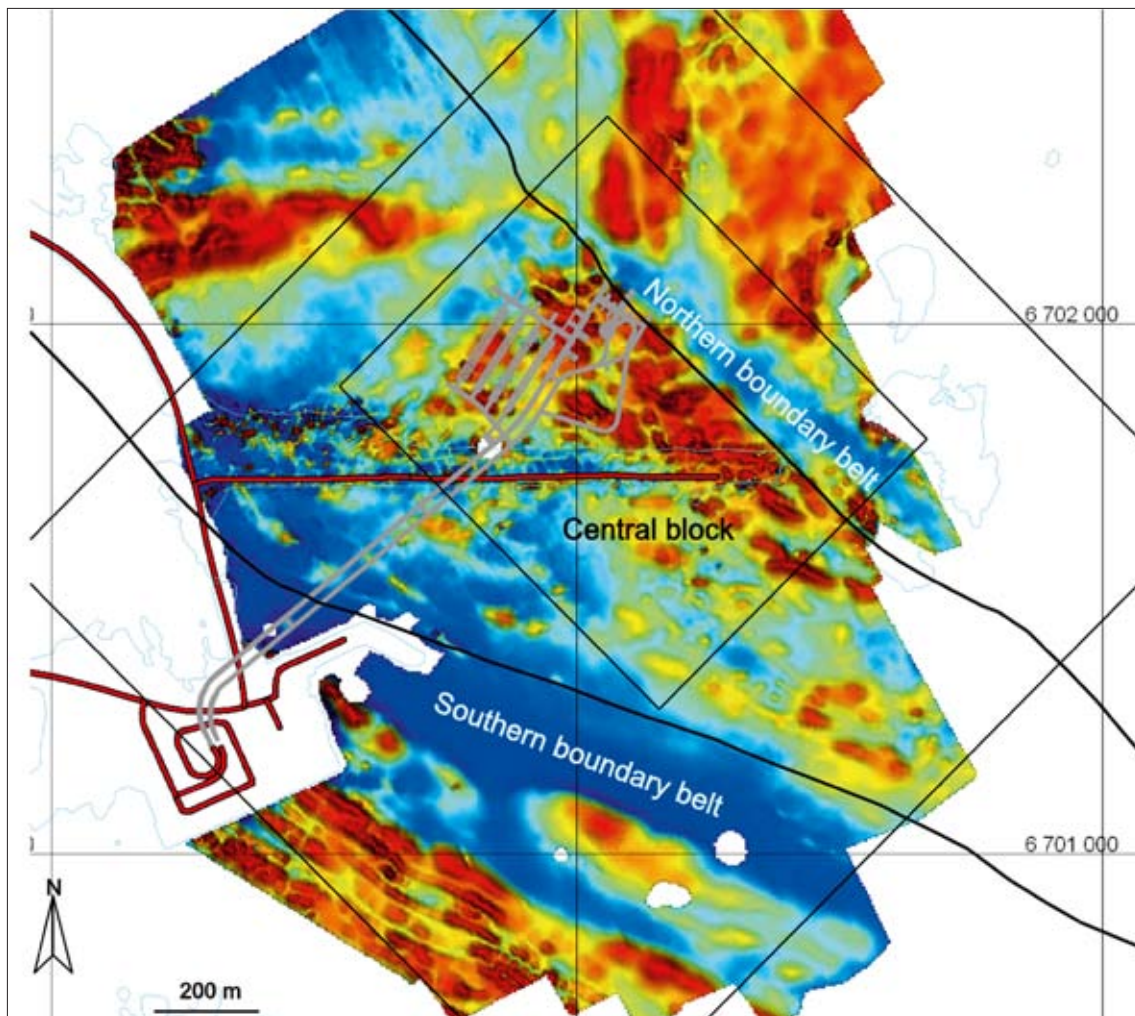 6 702 000
Northern boundary belt
Central block
Southern boundary belt
6 701 000
N
200 m